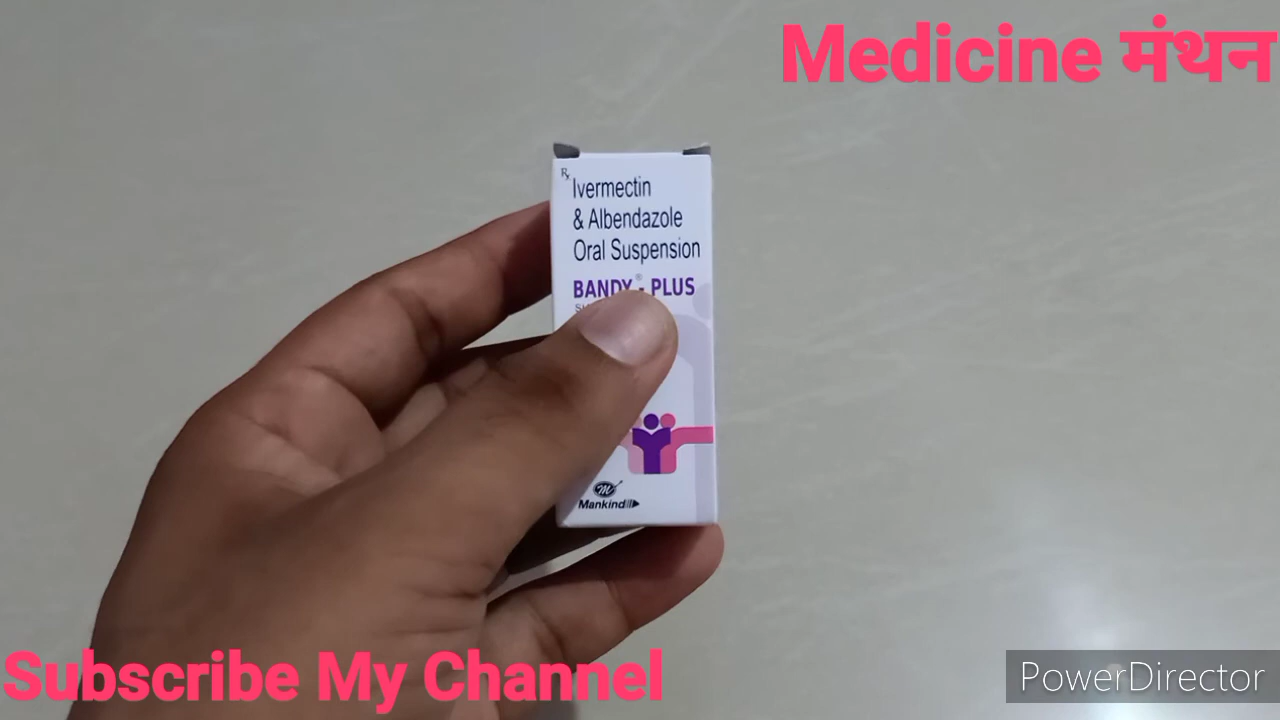 Medicine मंथन
Rx
Ivermectin
& Albendazole
Oral Suspension
BANDY® - PLUS
Mankind
Subscribe My Channel
PowerDirector